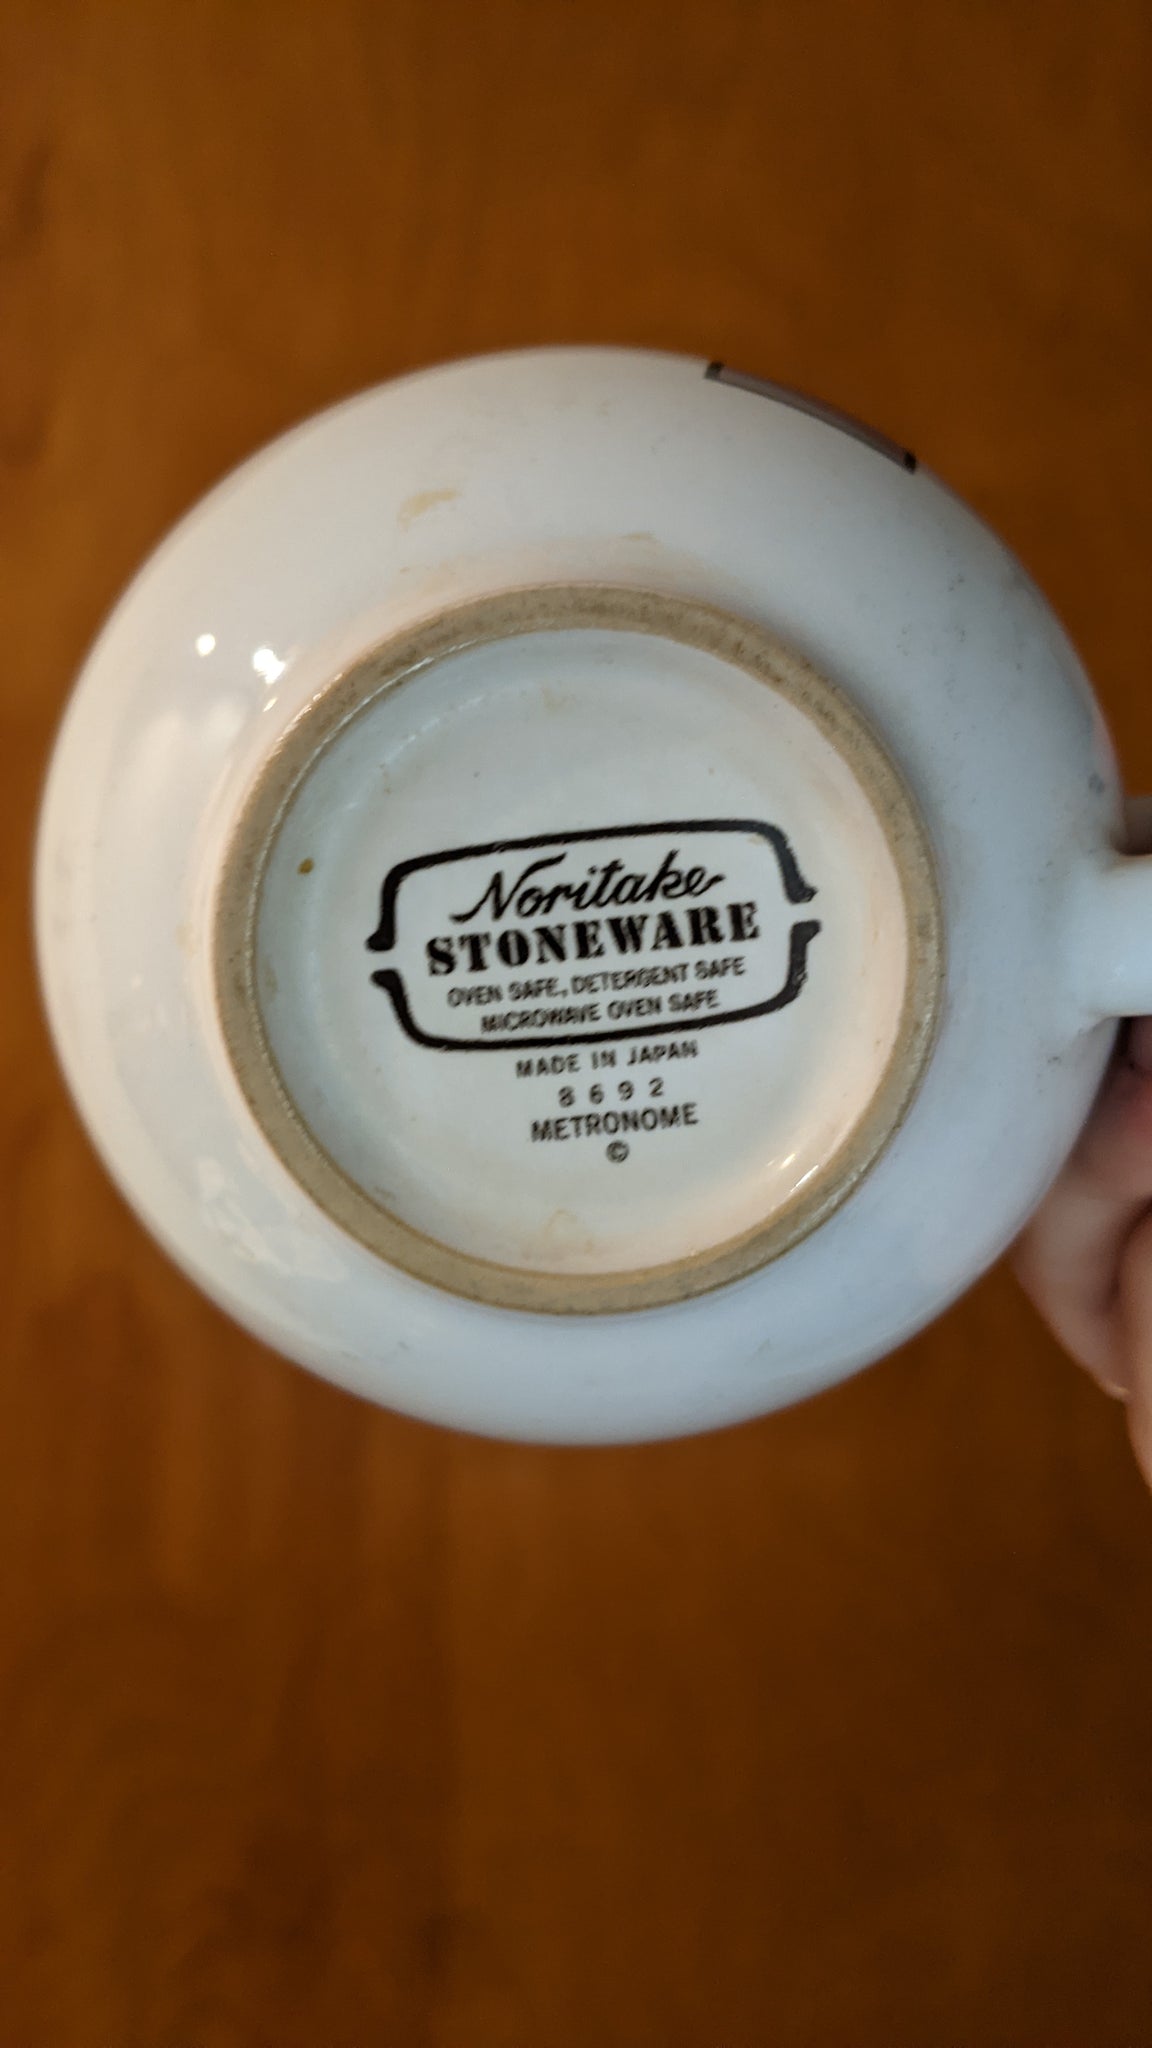 Noritake
STONEWARE
OVEN SAFE, DETERGENT SAFE
MICROWAVE OVEN SAFE
MADE IN JAPAN
8692
METRONOME
©